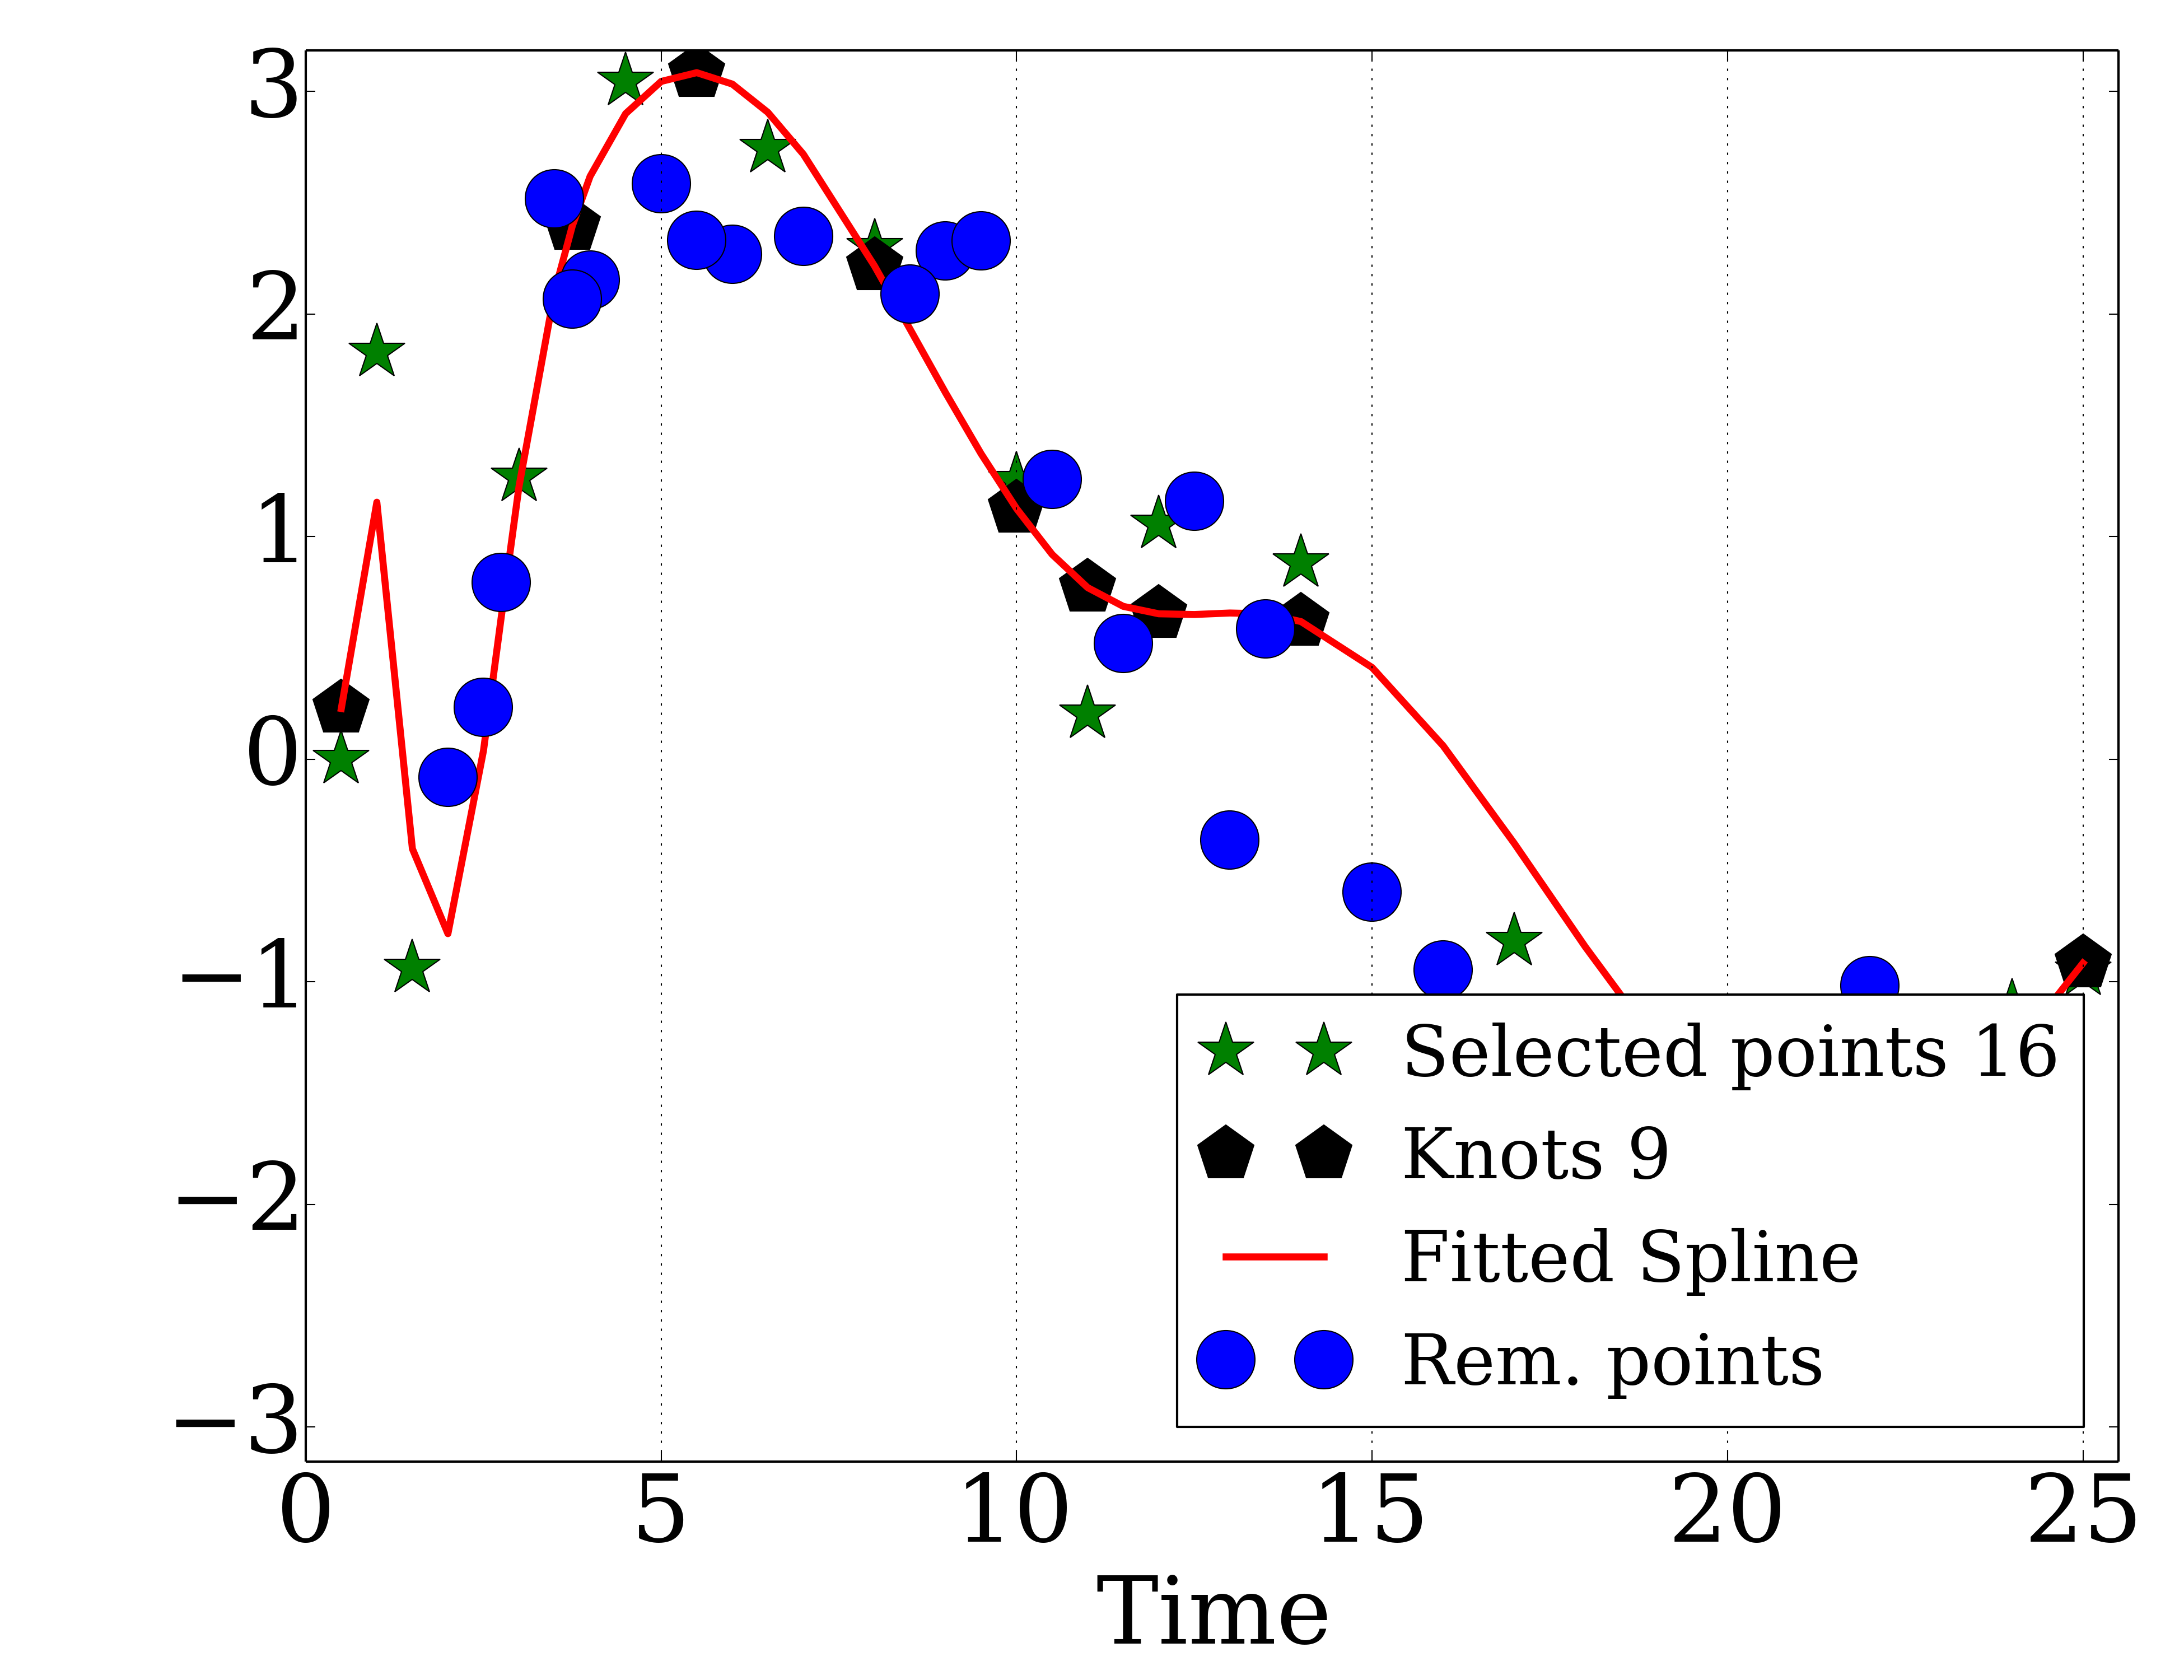 3
2
1
0
−1
−2
−3
Selected points 16
Knots 9
Fitted Spline
Rem. points
0 5 10 15 20 25
Time